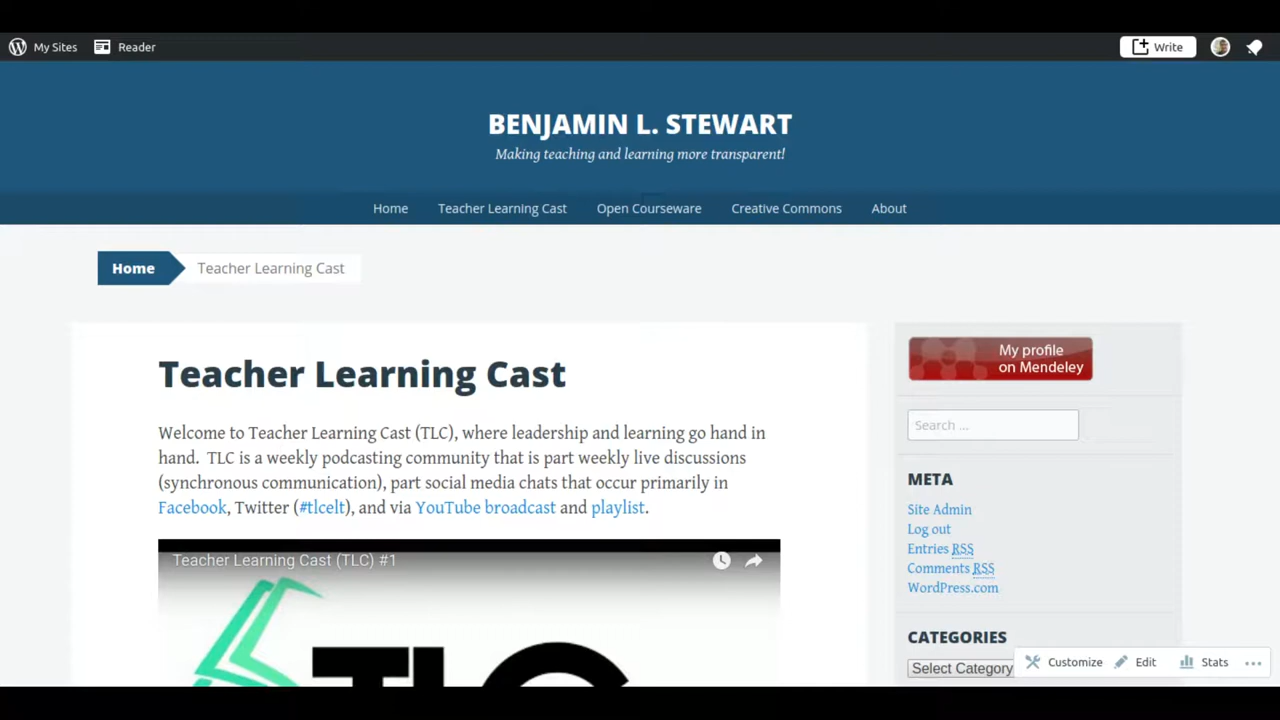 My Sites
Reader
Write
BENJAMIN L. STEWART
Making teaching and learning more transparent!
Home
Teacher Learning Cast
Open Courseware
Creative Commons
About
Home
Teacher Learning Cast
Teacher Learning Cast
Welcome to Teacher Learning Cast (TLC), where leadership and learning go hand in
hand.  TLC is a weekly podcasting community that is part weekly live discussions
(synchronous communication), part social media chats that occur primarily in
Facebook, Twitter (#tlcelt), and via YouTube broadcast and playlist.
Teacher Learning Cast (TLC) #1
TLC
My profile
on Mendeley
Search ...
META
Site Admin
Log out
Entries RSS
Comments RSS
WordPress.com
CATEGORIES
Select Category
Customize
Edit
Stats